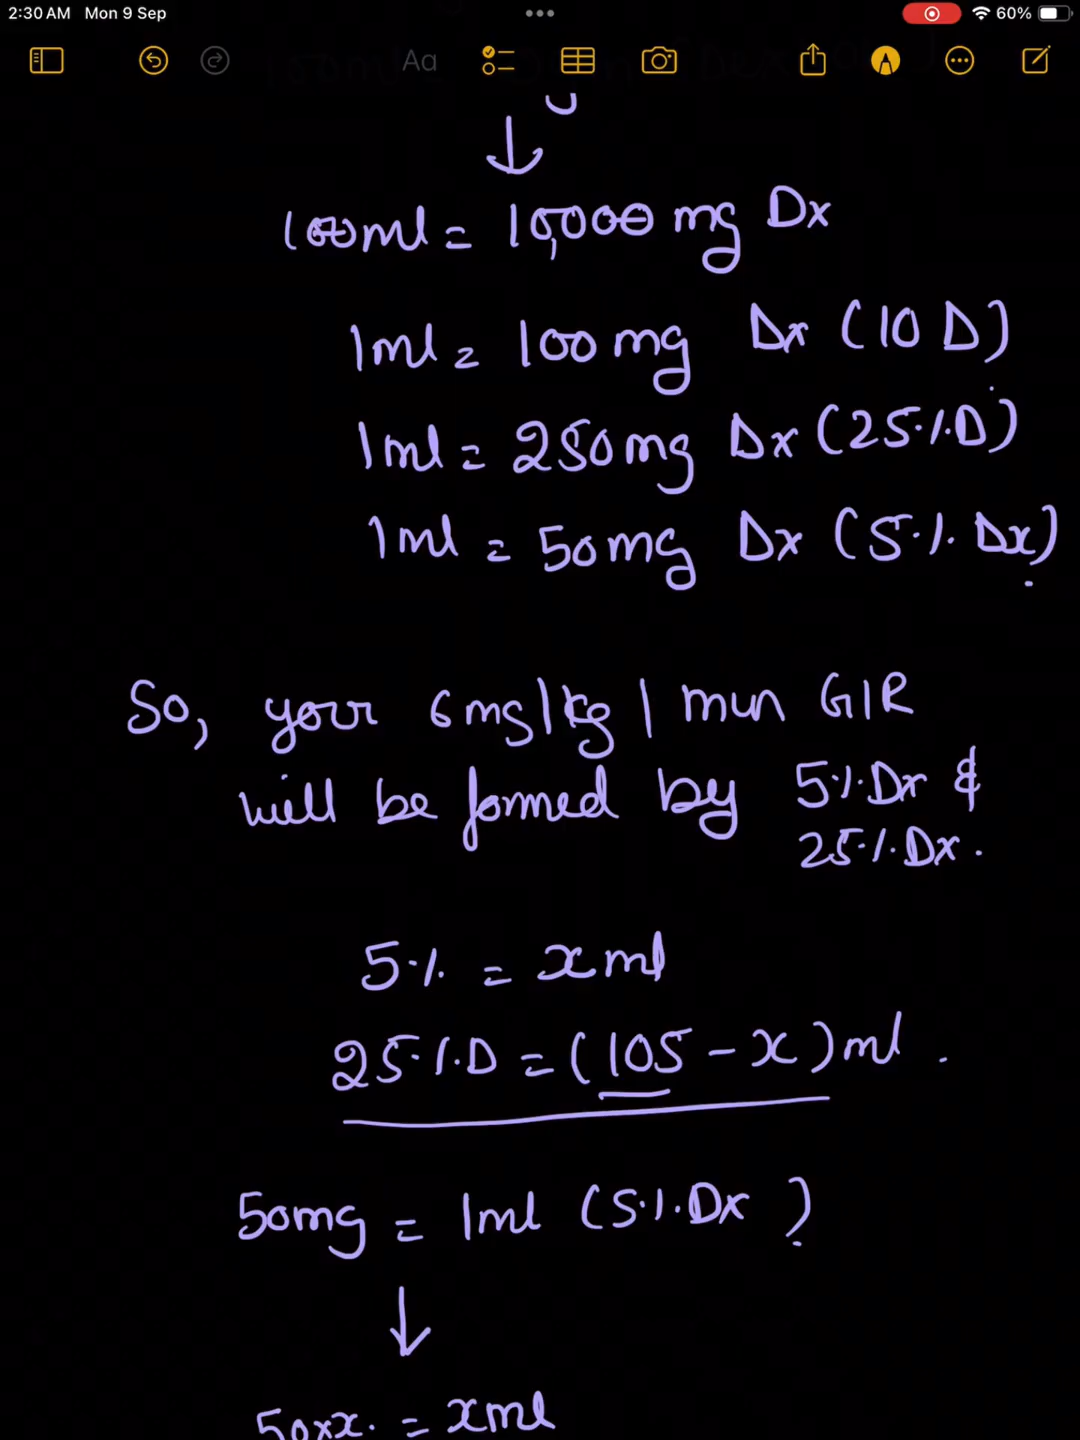 2:30 AM Mon 9 Sep
60%
Aa
100ml = 10,000 mg Dx
1ml = 100 mg Dx (10 D)
1ml = 250mg Dx (25%D)
1ml = 50mg Dx (5% Dx)
So, your 6mg/kg/min GIR
will be formed by 5% Dx &
25% Dx.
5% = x ml
25% D = (105 - x) ml.
50mg = 1ml (5% Dx)
50xx. = x ml